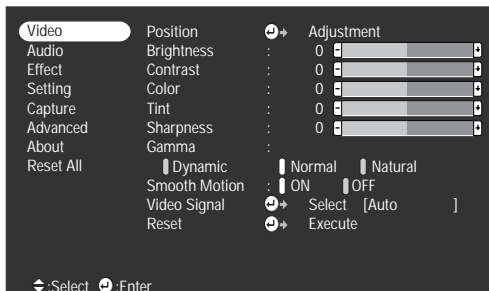 Video Position Adjustment
Audio Brightness : 0 - +
Effect Contrast : 0 - +
Setting Color : 0 - +
Capture Tint : 0 - +
Advanced Sharpness : 0 - +
About Gamma :
Reset All Dynamic Normal Natural
Smooth Motion : ON OFF
Video Signal Select [Auto ]
Reset Execute
:Select :Enter